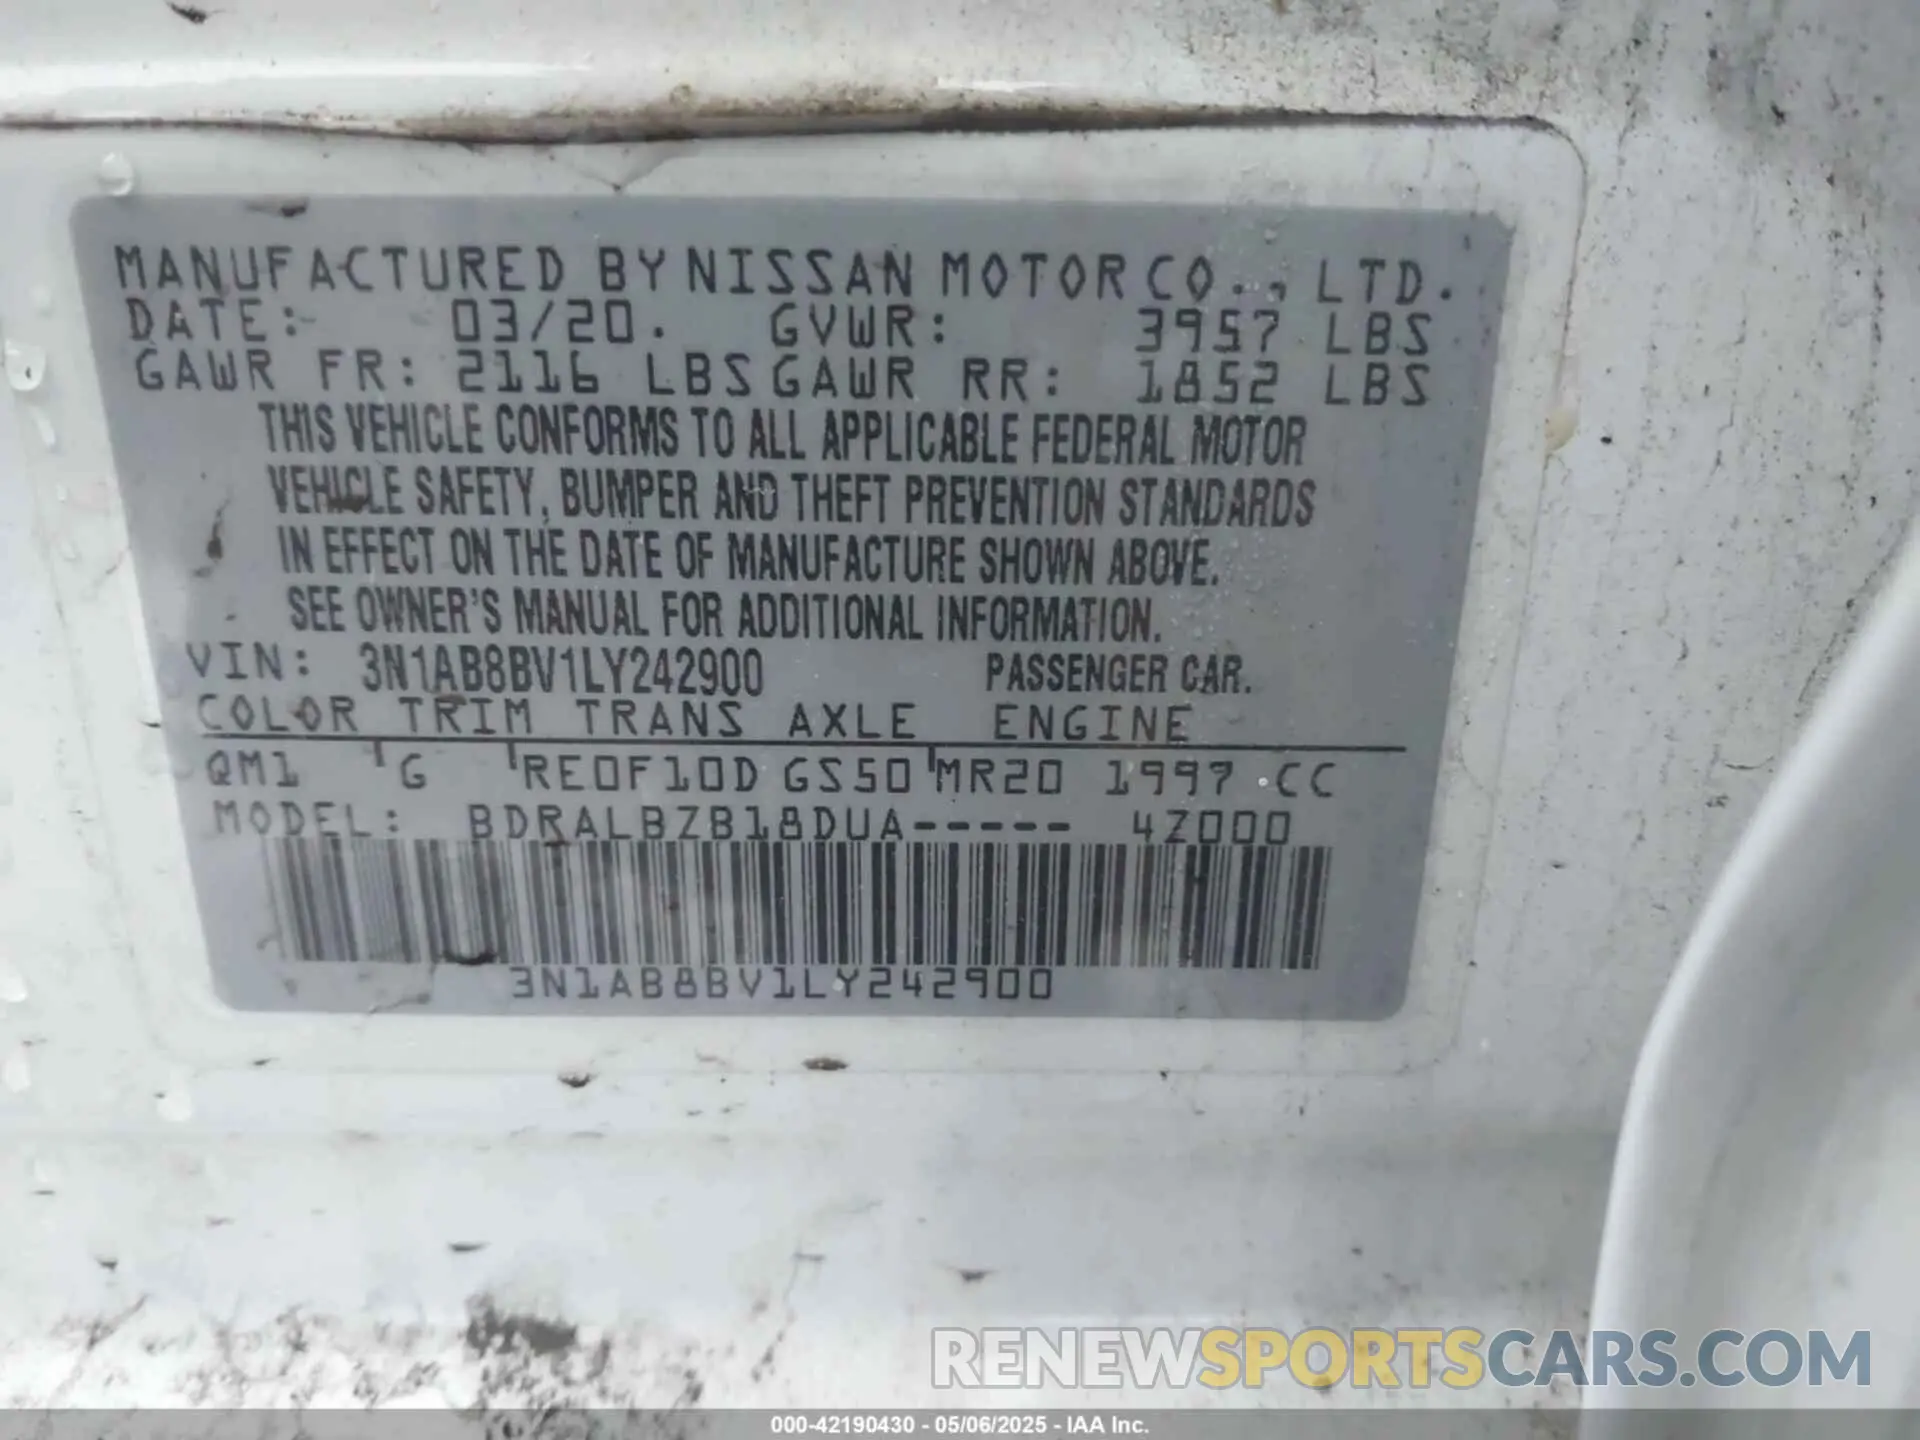 MANUFACTURED BY NISSAN MOTOR CO., LTD.
DATE: 03/20. GVWR: 3957 LBS
GAWR FR: 2116 LBS GAWR RR: 1852 LBS
THIS VEHICLE CONFORMS TO ALL APPLICABLE FEDERAL MOTOR
VEHICLE SAFETY, BUMPER AND THEFT PREVENTION STANDARDS
IN EFFECT ON THE DATE OF MANUFACTURE SHOWN ABOVE.
SEE OWNER'S MANUAL FOR ADDITIONAL INFORMATION.
VIN: 3N1AB8BV1LY242900 PASSENGER CAR.
COLOR TRIM TRANS AXLE ENGINE
QM1 G RE0F10D GS50 MR20 1997 CC
MODEL: BDRALBZB18DUA----- 4Z000
3N1AB8BV1LY242900
RENEWSPORTSCARS.COM
000-42190430 - 05/06/2025 - IAA Inc.